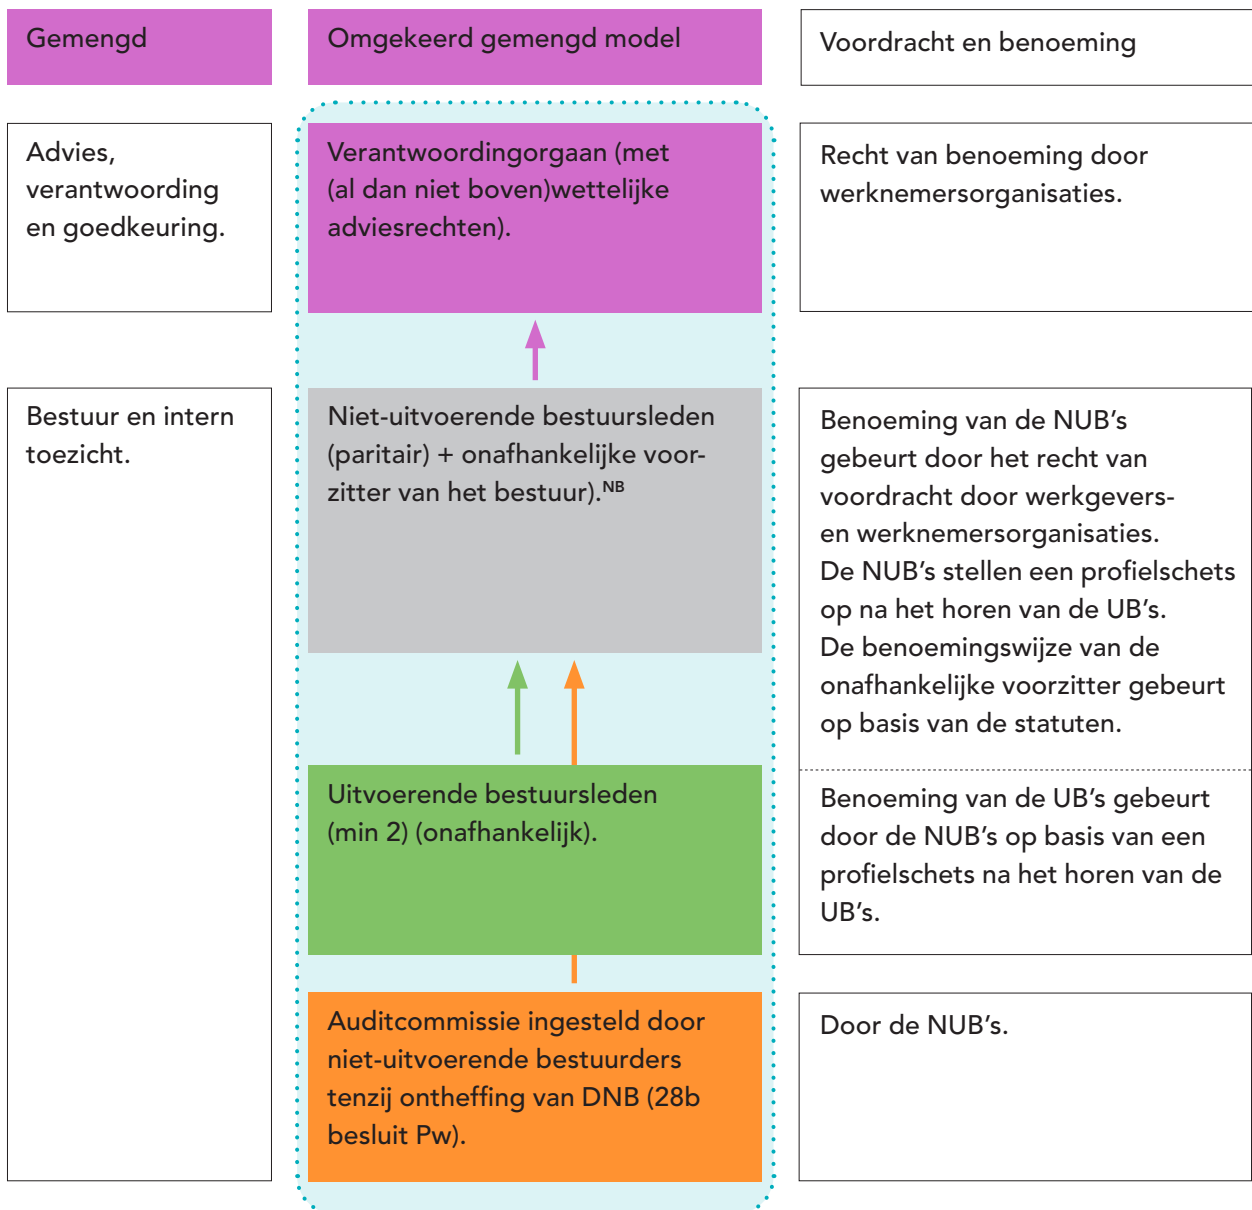 Gemengd
Omgekeerd gemengd model
Voordracht en benoeming
Advies,
verantwoording
en goedkeuring.
Verantwoordingorgaan (met
(al dan niet boven)wettelijke
adviesrechten).
Recht van benoeming door
werknemersorganisaties.
Bestuur en intern
toezicht.
Niet-uitvoerende bestuursleden
(paritair) + onafhankelijke voor-
zitter van het bestuur).NB
Benoeming van de NUB’s
gebeurt door het recht van
voordracht door werkgevers-
en werknemersorganisaties.
De NUB’s stellen een profielschets
op na het horen van de UB’s.
De benoemingswijze van de
onafhankelijke voorzitter gebeurt
op basis van de statuten.
Uitvoerende bestuursleden
(min 2) (onafhankelijk).
Benoeming van de UB’s gebeurt
door de NUB’s op basis van een
profielschets na het horen van de
UB’s.
Auditcommissie ingesteld door
niet-uitvoerende bestuurders
tenzij ontheffing van DNB (28b
besluit Pw).
Door de NUB’s.